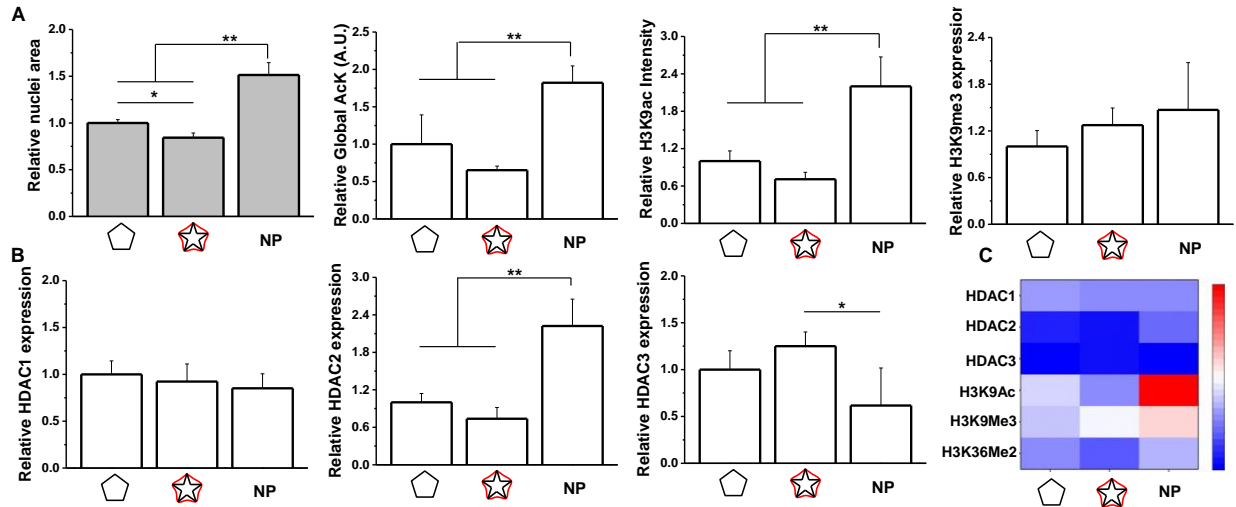 A
Relative nuclei area
2.0
1.5
1.0
0.5
0.0
**
*
NP
Relative Global AcK (A.U.)
2.5
2.0
1.5
1.0
0.5
0.0
**
NP
Relative H3K9ac Intensity
3.0
2.4
1.8
1.2
0.6
0.0
**
NP
Relative H3K9me3 expression
2.4
1.8
1.2
0.6
0.0
NP
B
Relative HDAC1 expression
2.0
1.5
1.0
0.5
0.0
NP
Relative HDAC2 expression
3.0
2.4
1.8
1.2
0.6
0.0
**
NP
Relative HDAC3 expression
2.0
1.5
1.0
0.5
0.0
*
NP
C
HDAC1
HDAC2
HDAC3
H3K9Ac
H3K9Me3
H3K36Me2
NP